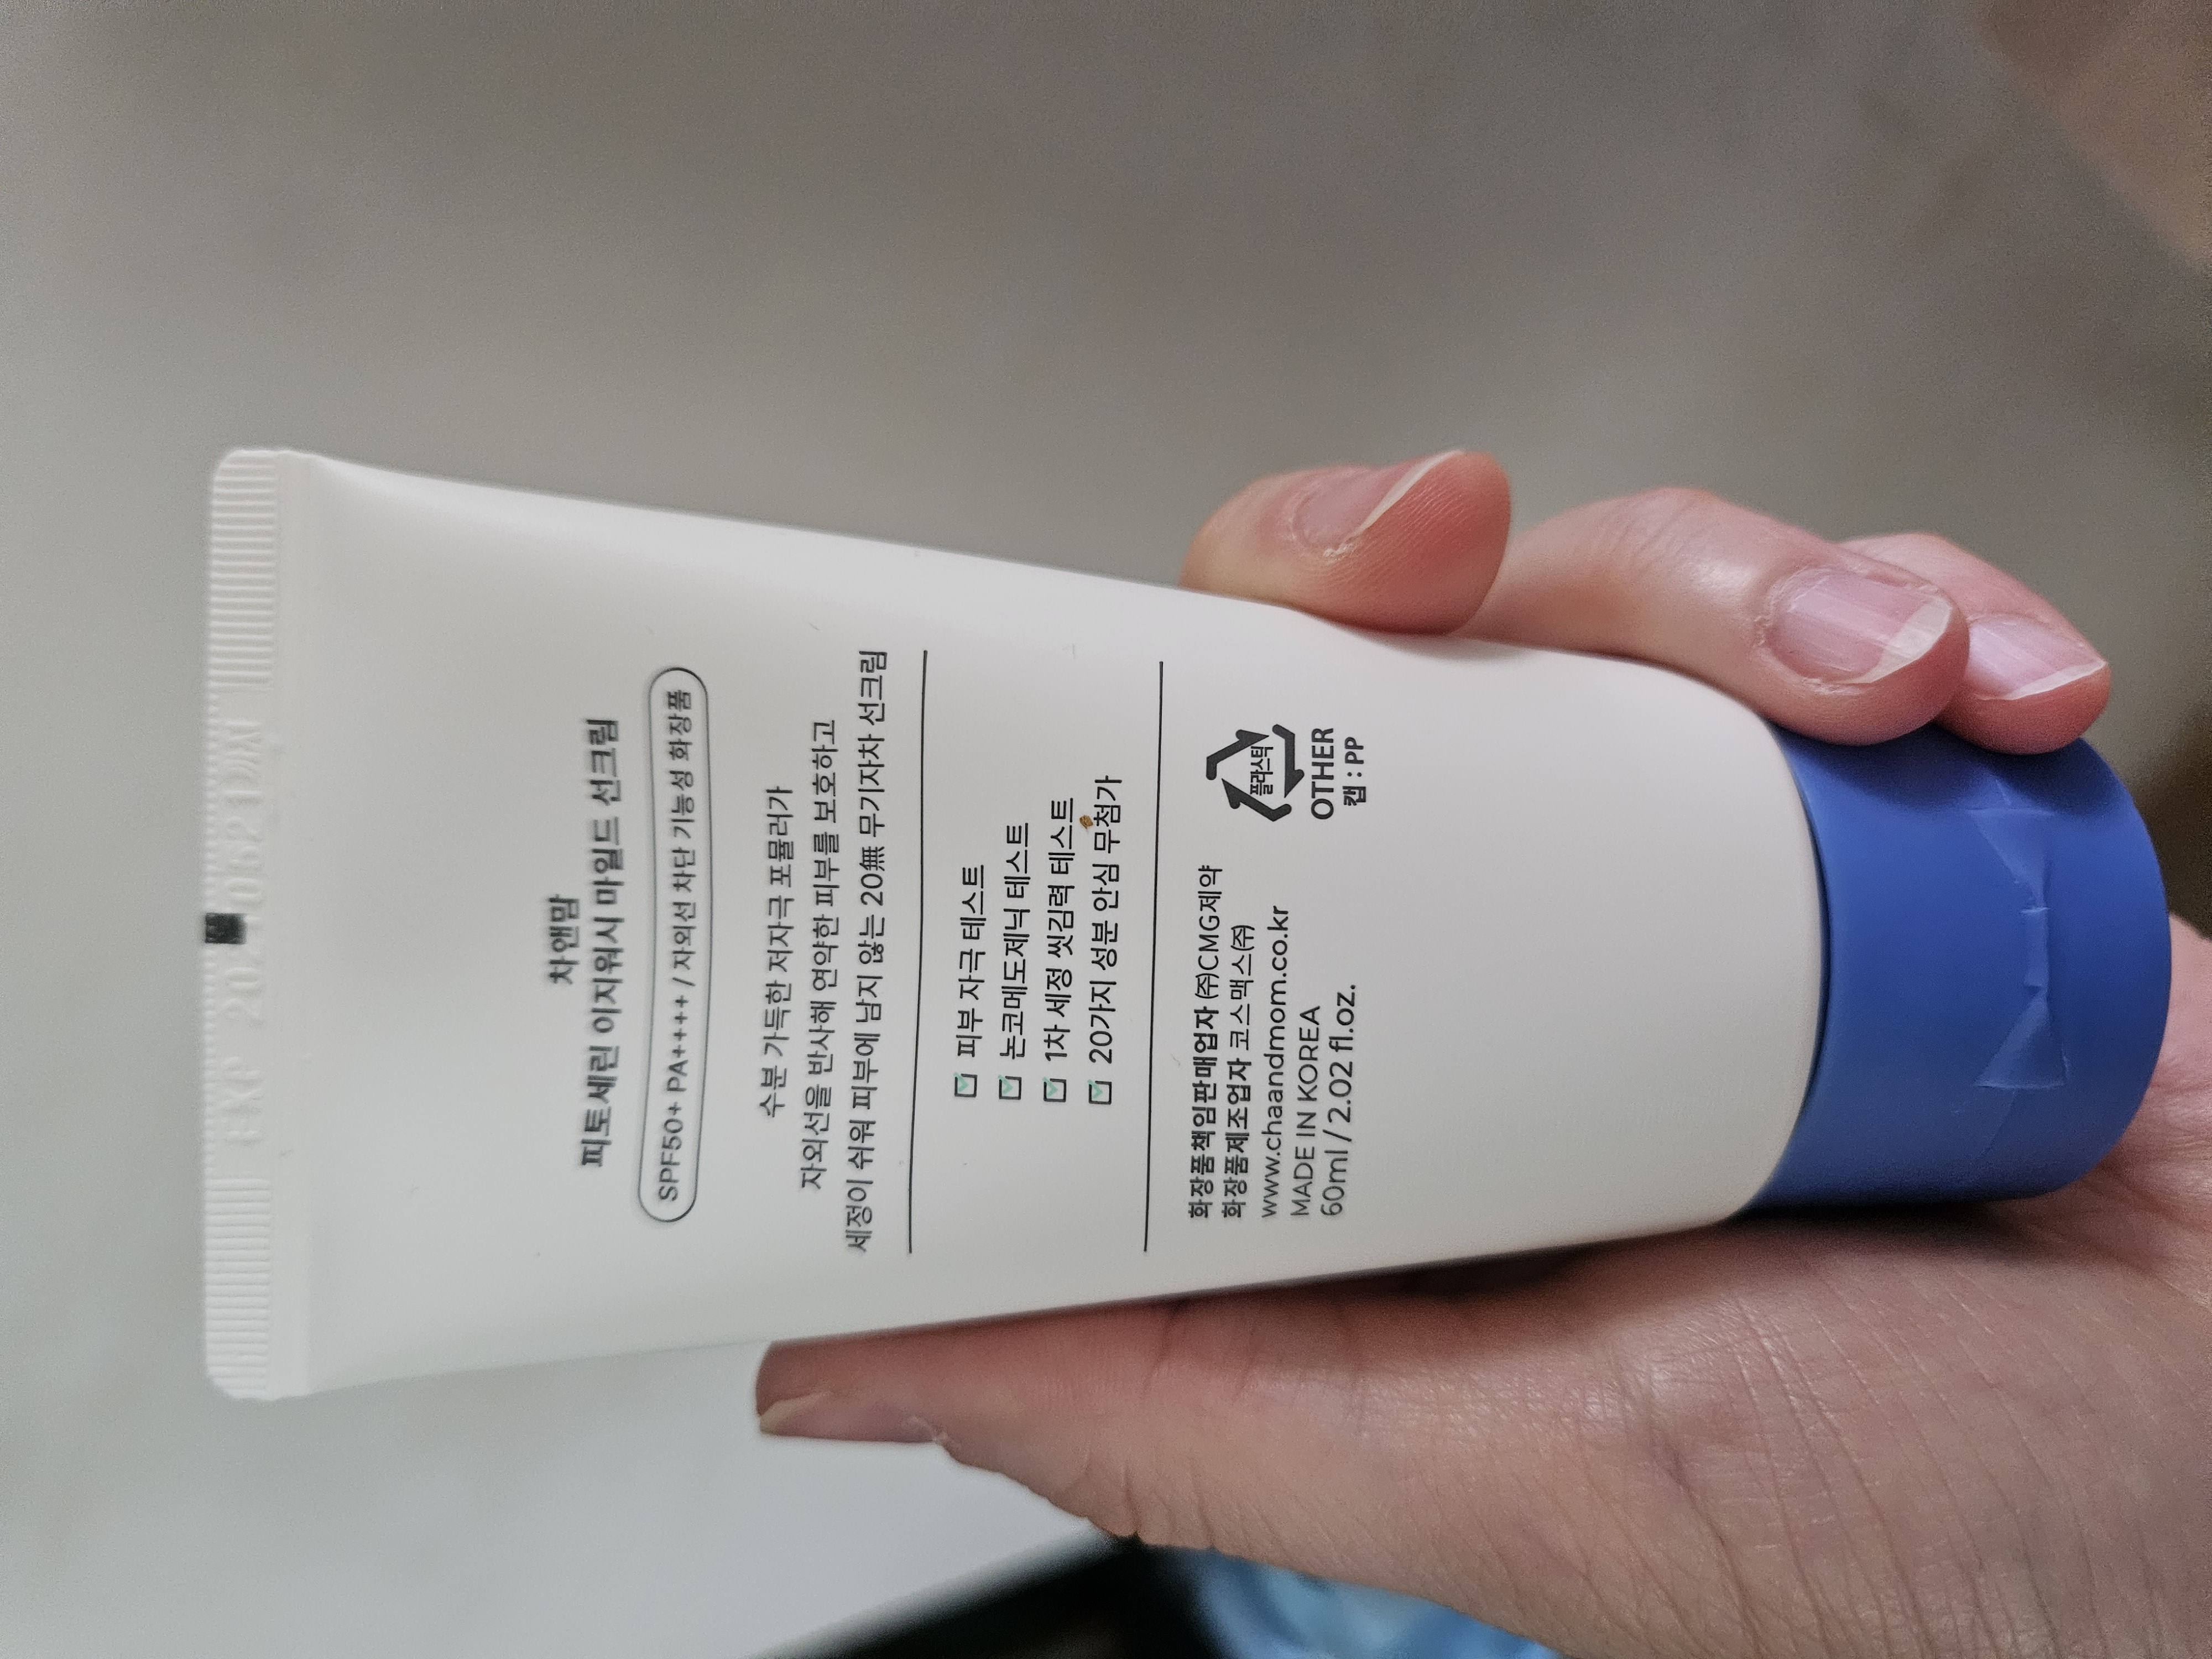 EXP
차앤맘
피토세린 이지워시 마일드 선크림
SPF50+ PA++++ / 자외선 차단 기능성 화장품
수분 가득한 저자극 포뮬러가
자외선을 반사해 연약한 피부를 보호하고
세정이 쉬워 피부에 남지 않는 20無 무기자차 선크림
피부 자극 테스트
논코메도제닉 테스트
1차 세정 씻김력 테스트
20가지 성분 안심 무첨가
화장품책임판매업자 ㈜CMG제약
화장품제조업자 코스맥스㈜
www.chaandmom.co.kr
MADE IN KOREA
60ml / 2.02 fl.oz.
플라스틱
OTHER
캡 : PP